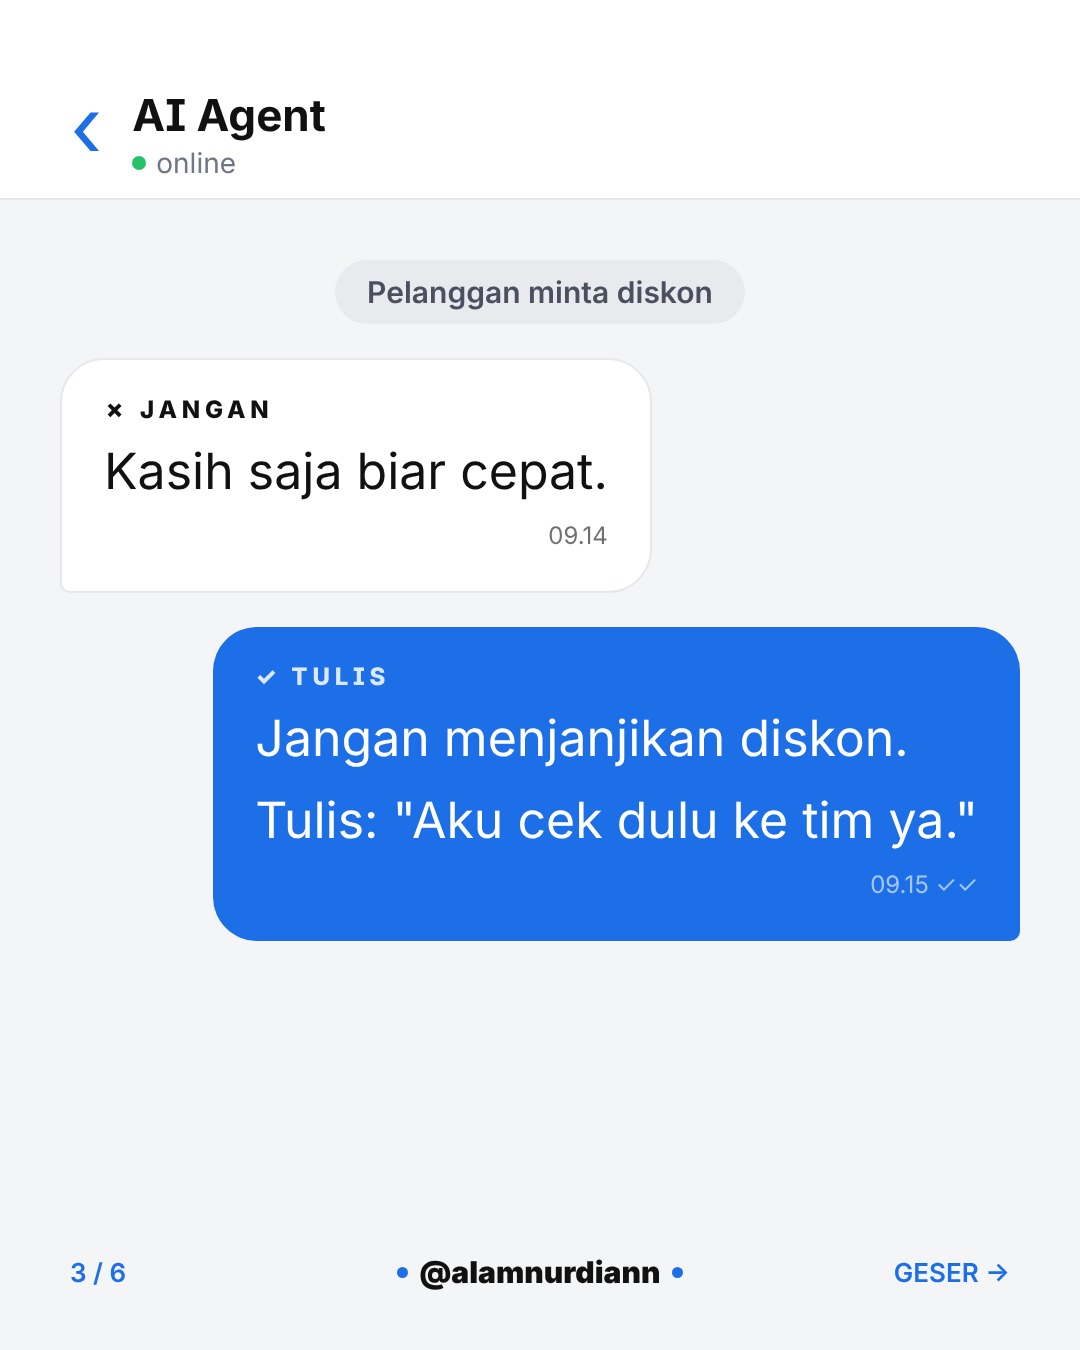 AI Agent
online
Pelanggan minta diskon
× JANGAN
Kasih saja biar cepat.
09.14
✓ TULIS
Jangan menjanjikan diskon.
Tulis: "Aku cek dulu ke tim ya."
09.15 ✓✓
3 / 6
• @alamnurdiann •
GESER →